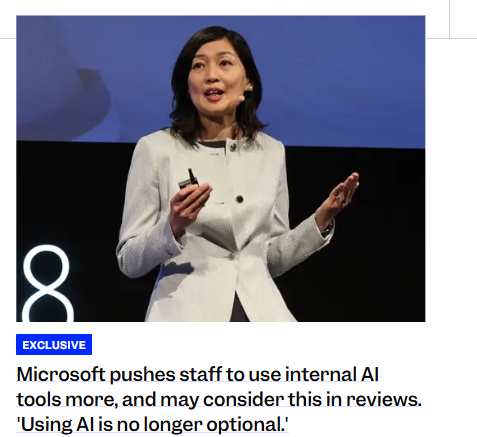 8
EXCLUSIVE
Microsoft pushes staff to use internal AI
tools more, and may consider this in reviews.
'Using AI is no longer optional.'